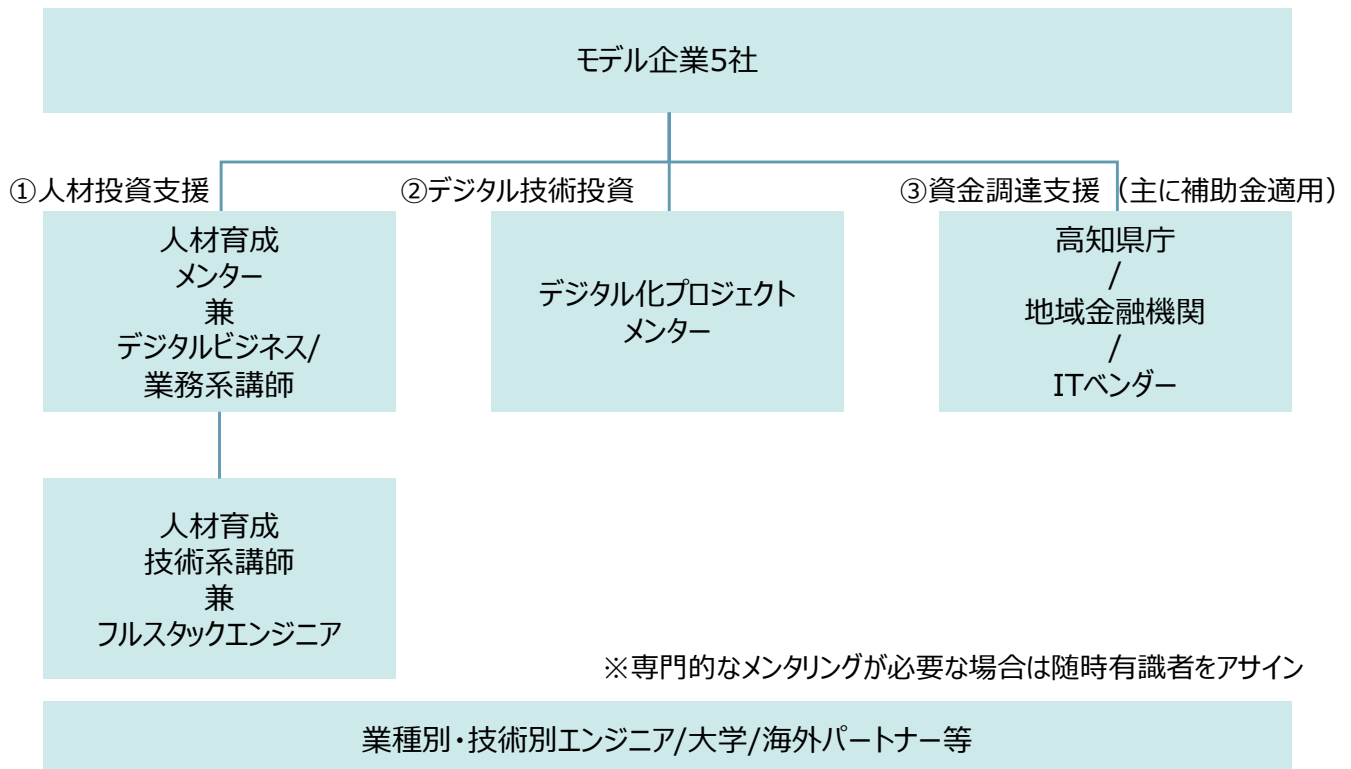 モデル企業5社
①人材投資支援
②デジタル技術投資
③資金調達支援（主に補助金適用）
人材育成
メンター
兼
デジタルビジネス/
業務系講師
デジタル化プロジェクト
メンター
高知県庁
/
地域金融機関
/
ITベンダー
人材育成
技術系講師
兼
フルスタックエンジニア
※専門的なメンタリングが必要な場合は随時有識者をアサイン
業種別・技術別エンジニア/大学/海外パートナー等